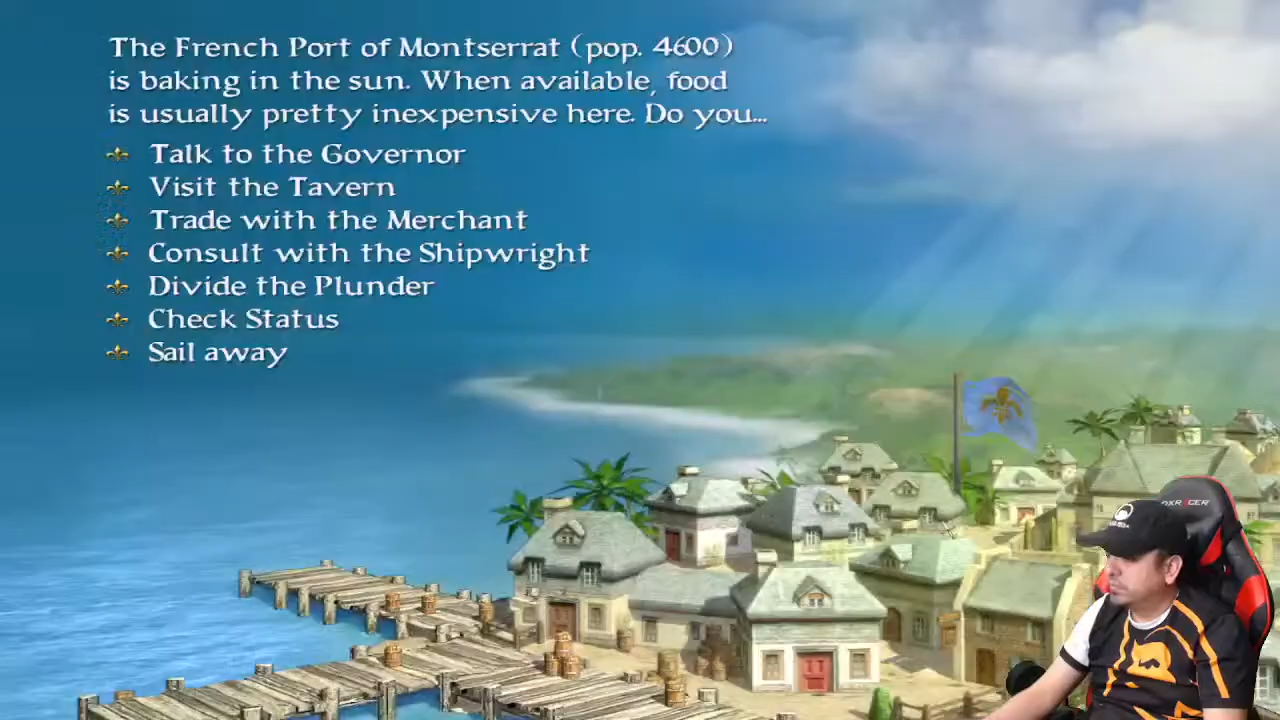 The French Port of Montserrat (pop. 4600)
is baking in the sun. When available, food
is usually pretty inexpensive here. Do you...
Talk to the Governor
Visit the Tavern
Trade with the Merchant
Consult with the Shipwright
Divide the Plunder
Check Status
Sail away